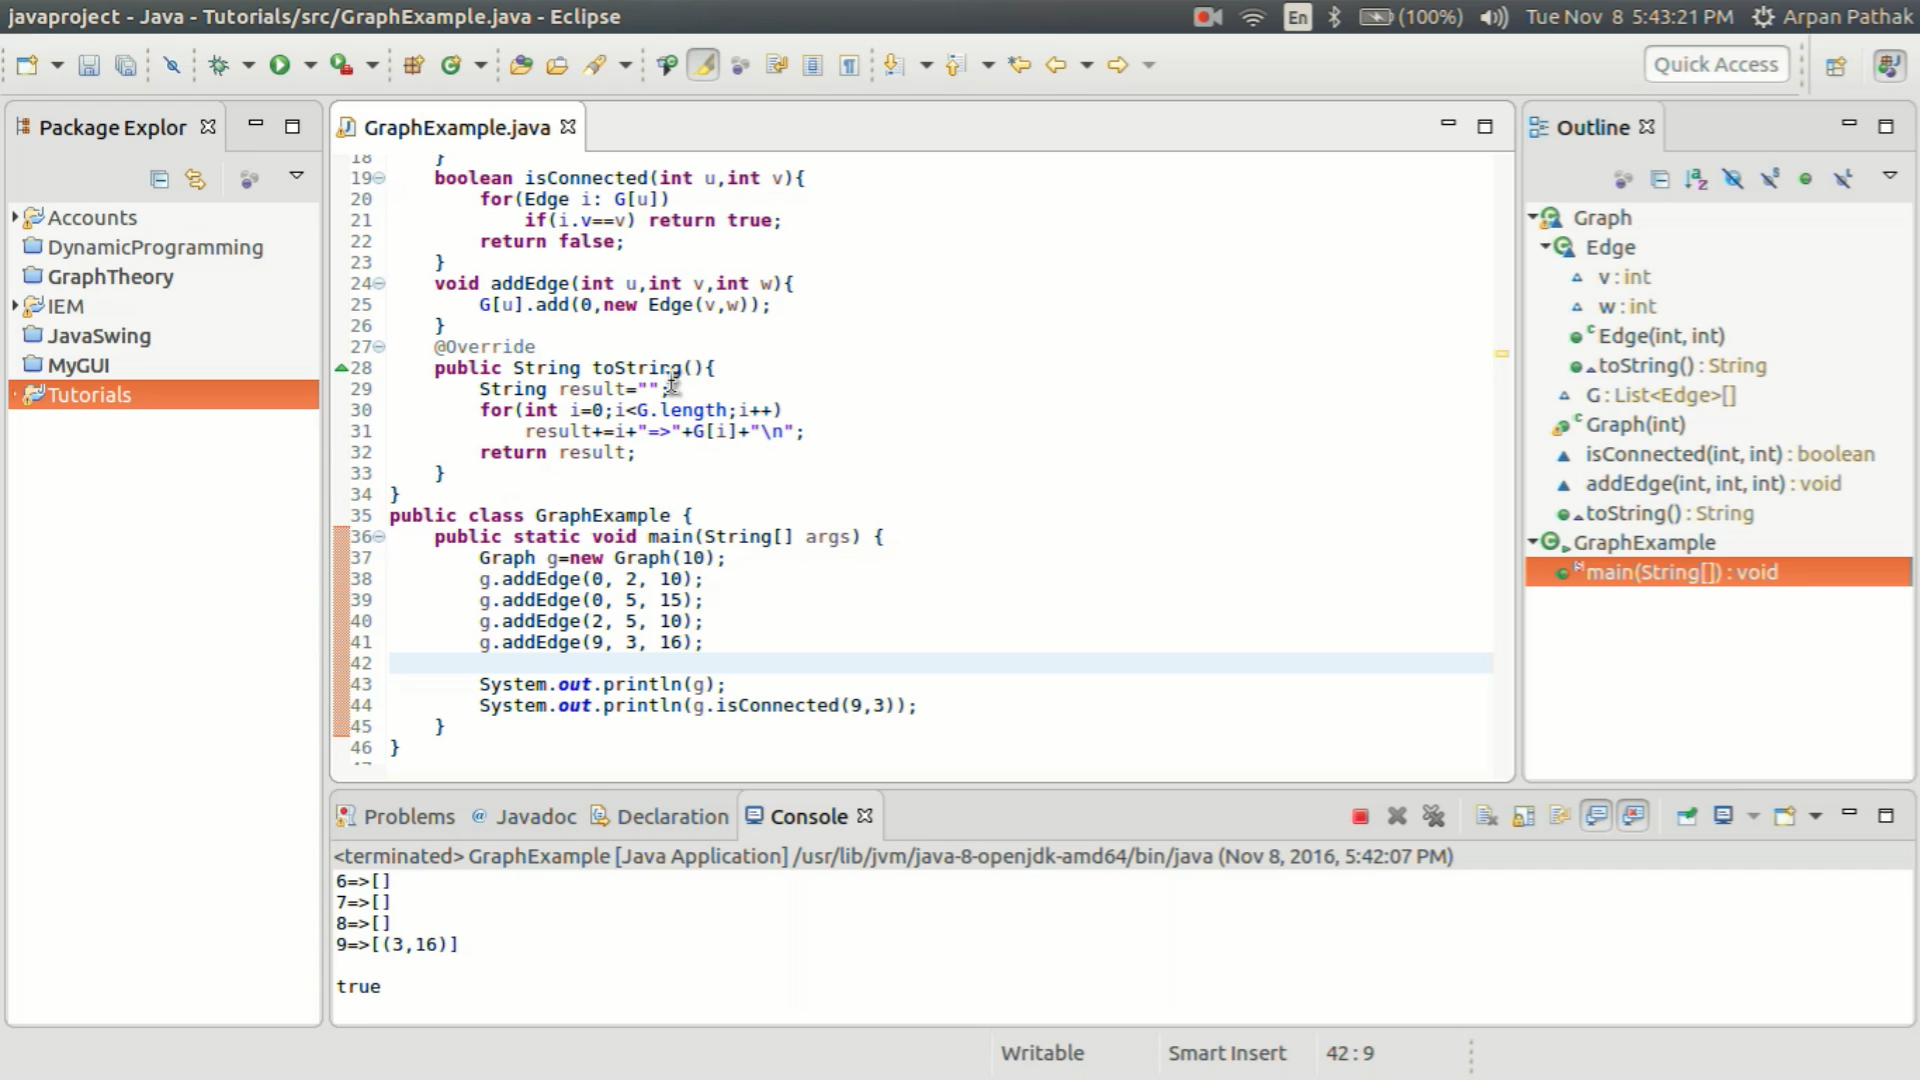 javaproject - Java - Tutorials/src/GraphExample.java - Eclipse
En
(100%)
Tue Nov 8 5:43:21 PM
Arpan Pathak
Quick Access
Package Explor
Accounts
DynamicProgramming
GraphTheory
IEM
JavaSwing
MyGUI
Tutorials
GraphExample.java
18     }
19     boolean isConnected(int u,int v){
20         for(Edge i: G[u])
21             if(i.v==v) return true;
22         return false;
23     }
24     void addEdge(int u,int v,int w){
25         G[u].add(0,new Edge(v,w));
26     }
27     @Override
28     public String toString(){
29         String result="";
30         for(int i=0;i<G.length;i++)
31             result+=i+"=>"+G[i]+"\n";
32         return result;
33     }
34 }
35 public class GraphExample {
36     public static void main(String[] args) {
37         Graph g=new Graph(10);
38         g.addEdge(0, 2, 10);
39         g.addEdge(0, 5, 15);
40         g.addEdge(2, 5, 10);
41         g.addEdge(9, 3, 16);
42
43         System.out.println(g);
44         System.out.println(g.isConnected(9,3));
45     }
46 }
Outline
Graph
Edge
v : int
w : int
Edge(int, int)
toString() : String
G : List<Edge>[]
Graph(int)
isConnected(int, int) : boolean
addEdge(int, int, int) : void
toString() : String
GraphExample
main(String[]) : void
Problems
@ Javadoc
Declaration
Console
<terminated> GraphExample [Java Application] /usr/lib/jvm/java-8-openjdk-amd64/bin/java (Nov 8, 2016, 5:42:07 PM)
6=>[]
7=>[]
8=>[]
9=>[(3,16)]
true
Writable
Smart Insert
42 : 9